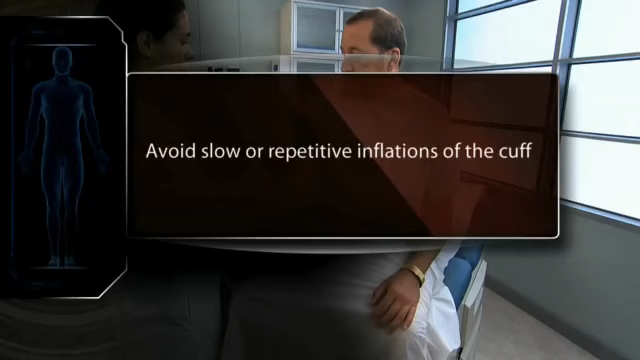 Avoid slow or repetitive inflations of the cuff